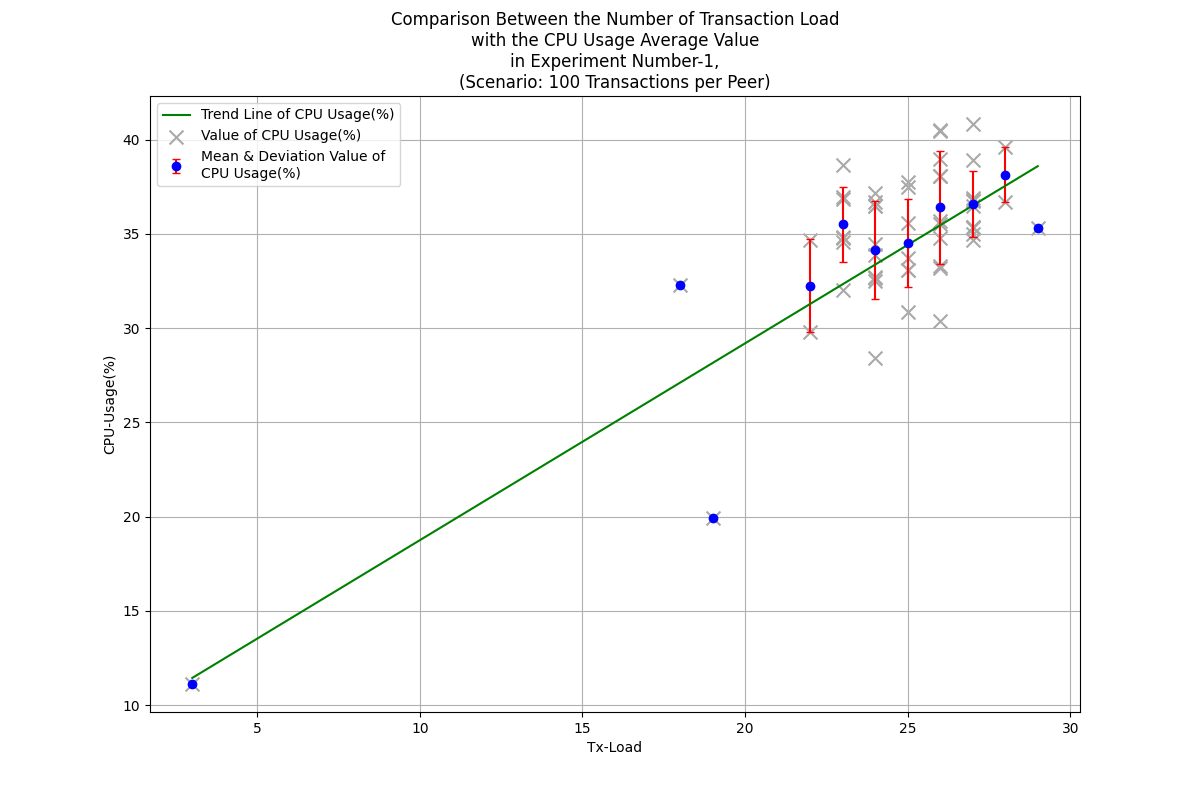 Comparison Between the Number of Transaction Load
with the CPU Usage Average Value
in Experiment Number-1,
(Scenario: 100 Transactions per Peer)
Trend Line of CPU Usage(%)
Value of CPU Usage(%)
Mean & Deviation Value of
CPU Usage(%)
CPU-Usage(%)
40
35
30
25
20
15
10
5 10 15 20 25 30
Tx-Load